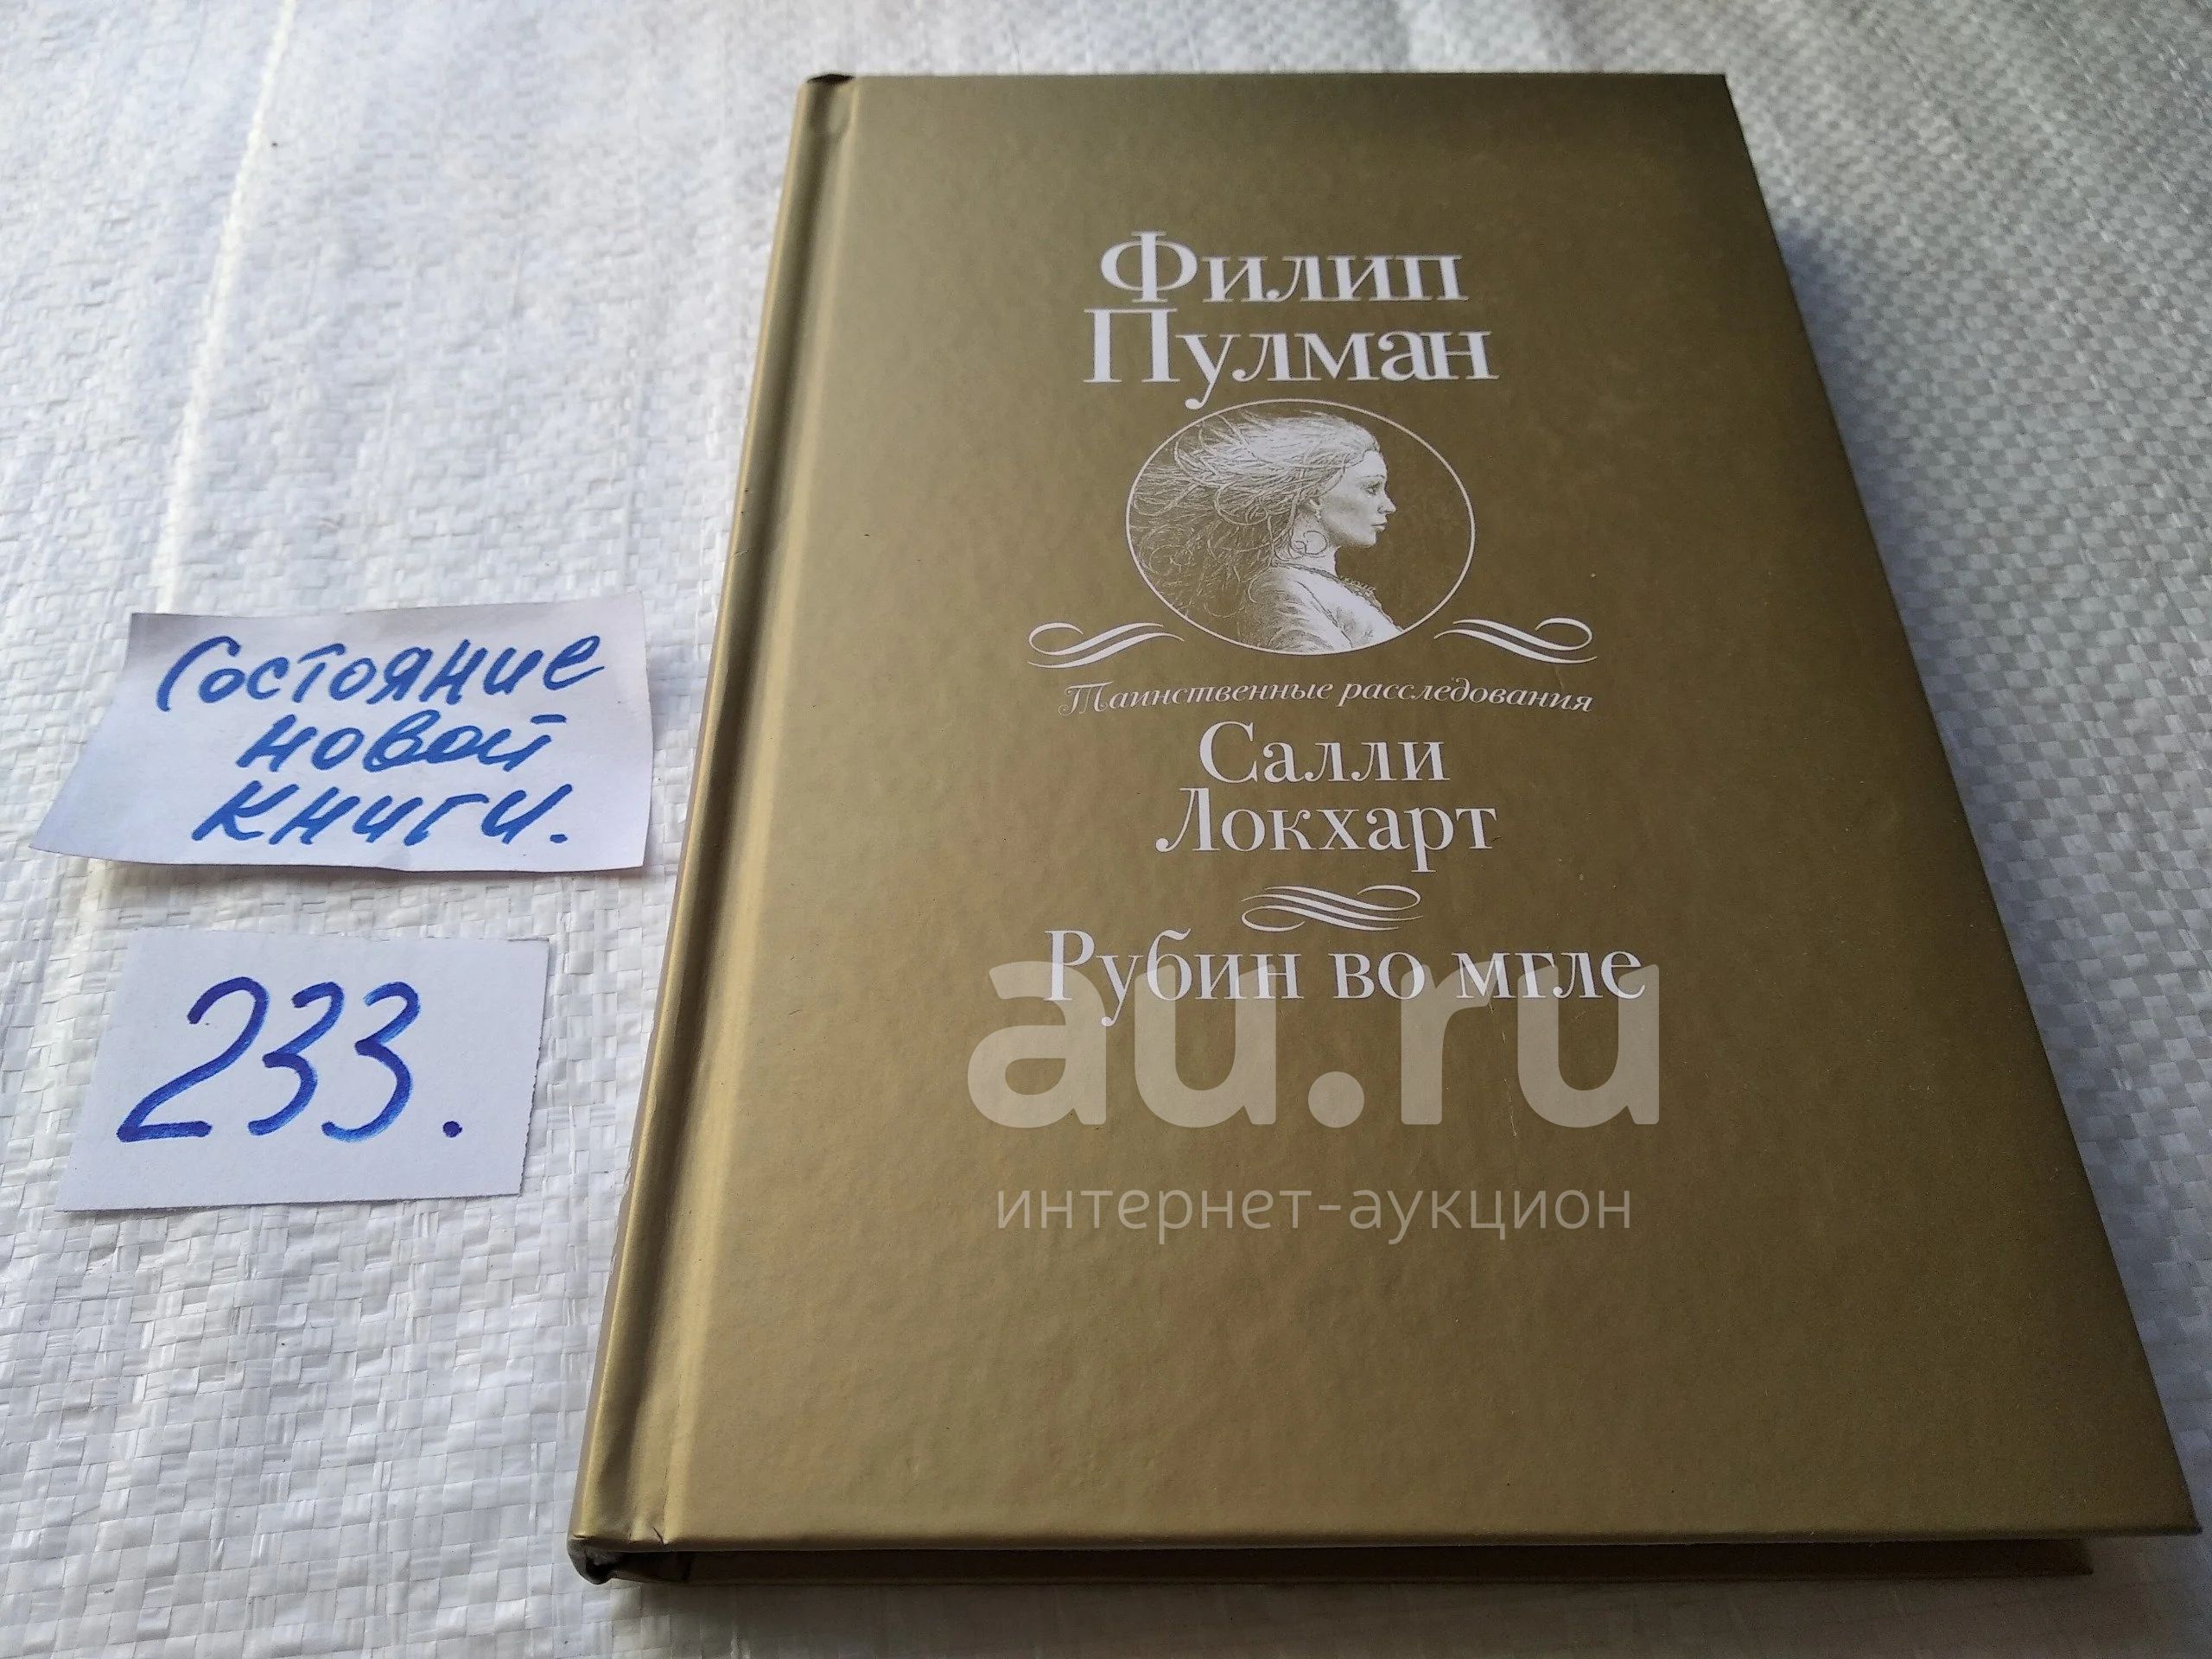 Филип
Пулман
Таинственные расследования
Салли
Локхарт
Рубин во мгле
Состояние
новой
книги.
233.
au.ru
интернет-аукцион